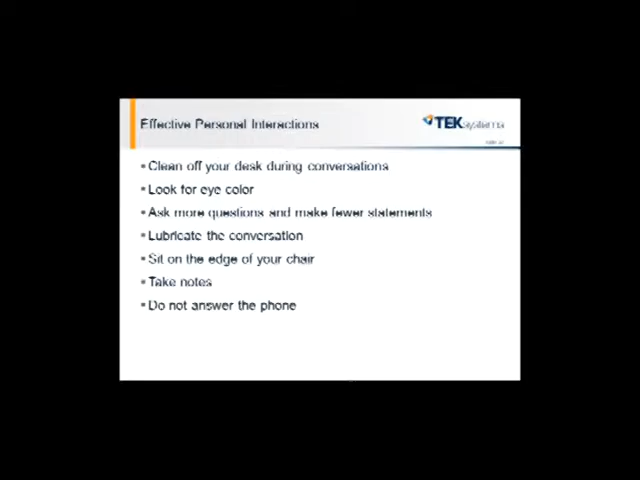 Effective Personal Interactions
TEKsystems
• Clean off your desk during conversations
• Look for eye color
• Ask more questions and make fewer statements
• Lubricate the conversation
• Sit on the edge of your chair
• Take notes
• Do not answer the phone